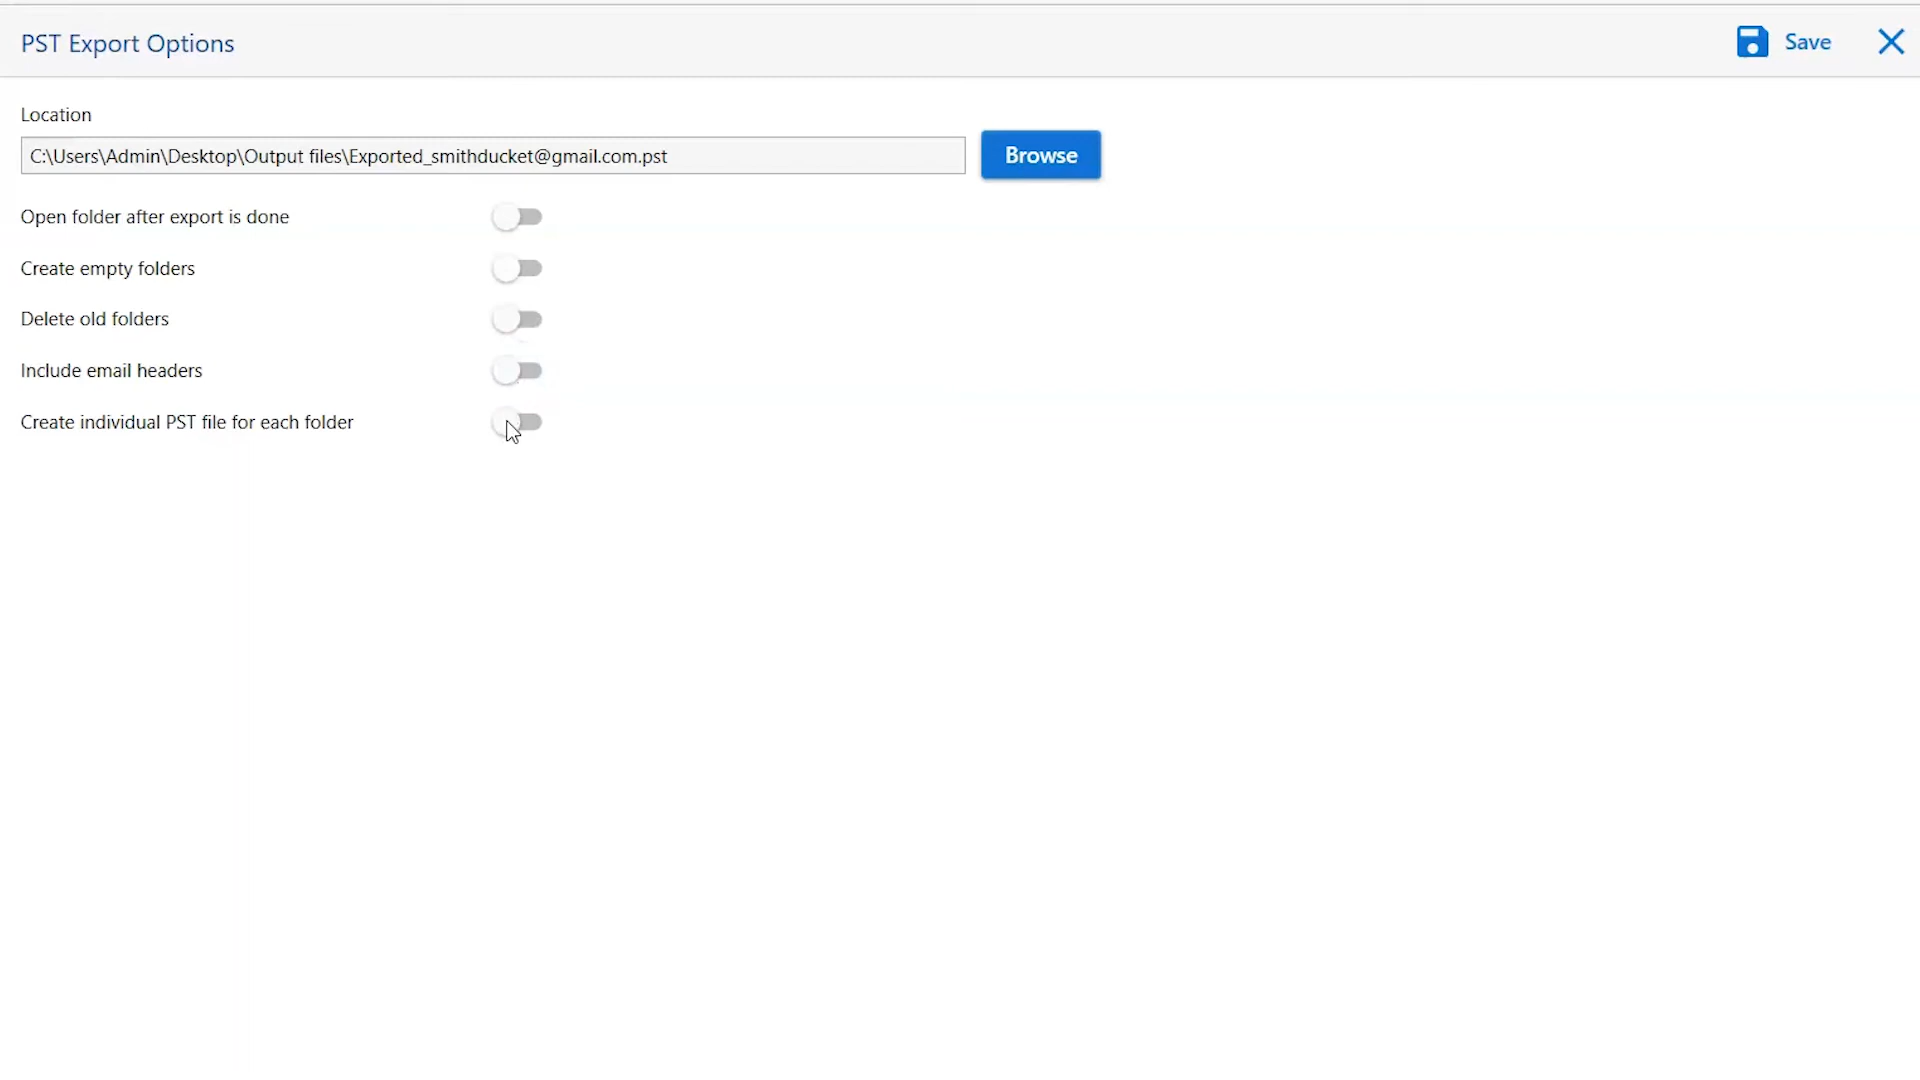 PST Export Options
Save
Location
C:\Users\Admin\Desktop\Output files\Exported_smithducket@gmail.com.pst
Browse
Open folder after export is done
Create empty folders
Delete old folders
Include email headers
Create individual PST file for each folder